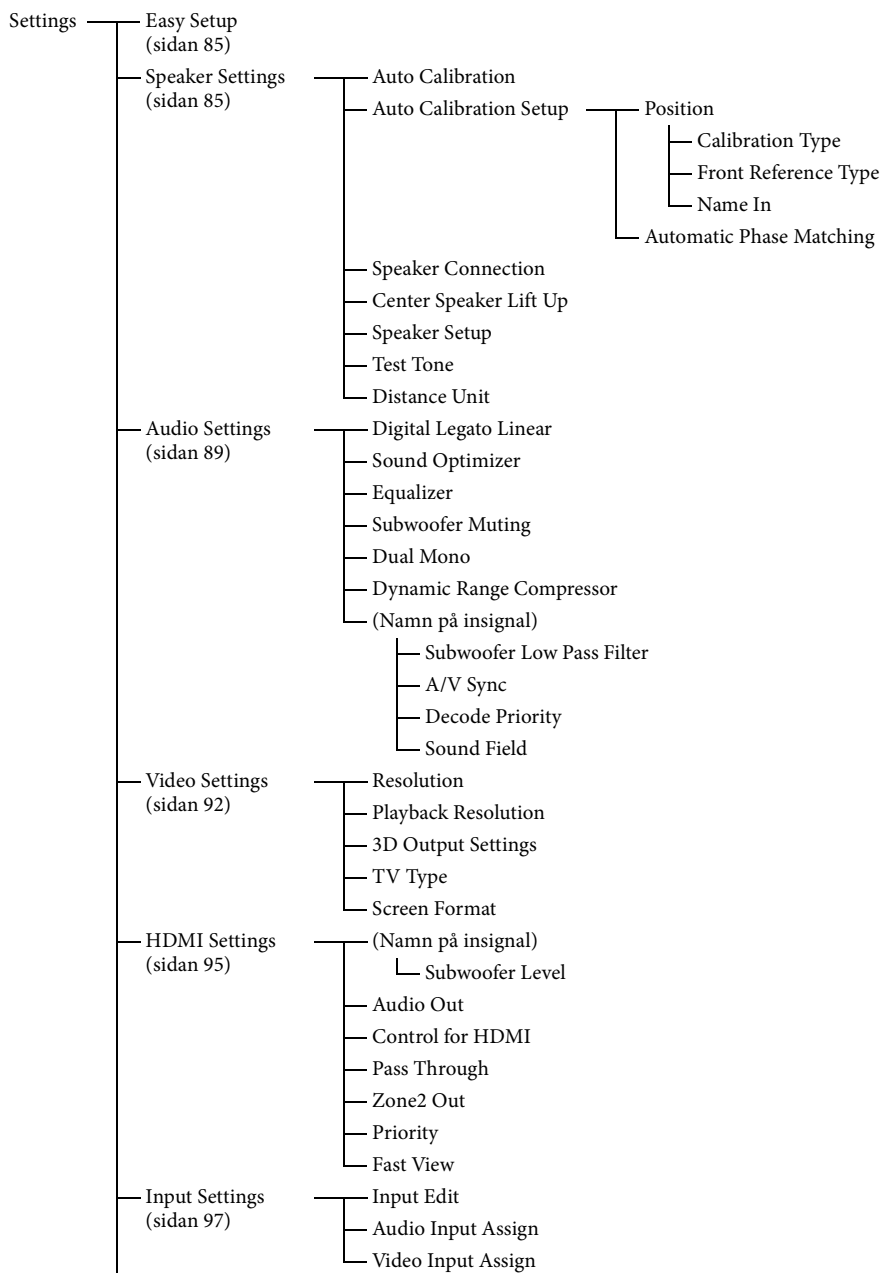 Settings
Easy Setup
(sidan 85)
Speaker Settings
(sidan 85)
Auto Calibration
Auto Calibration Setup
Position
Calibration Type
Front Reference Type
Name In
Automatic Phase Matching
Speaker Connection
Center Speaker Lift Up
Speaker Setup
Test Tone
Distance Unit
Audio Settings
(sidan 89)
Digital Legato Linear
Sound Optimizer
Equalizer
Subwoofer Muting
Dual Mono
Dynamic Range Compressor
(Namn på insignal)
Subwoofer Low Pass Filter
A/V Sync
Decode Priority
Sound Field
Video Settings
(sidan 92)
Resolution
Playback Resolution
3D Output Settings
TV Type
Screen Format
HDMI Settings
(sidan 95)
(Namn på insignal)
Subwoofer Level
Audio Out
Control for HDMI
Pass Through
Zone2 Out
Priority
Fast View
Input Settings
(sidan 97)
Input Edit
Audio Input Assign
Video Input Assign